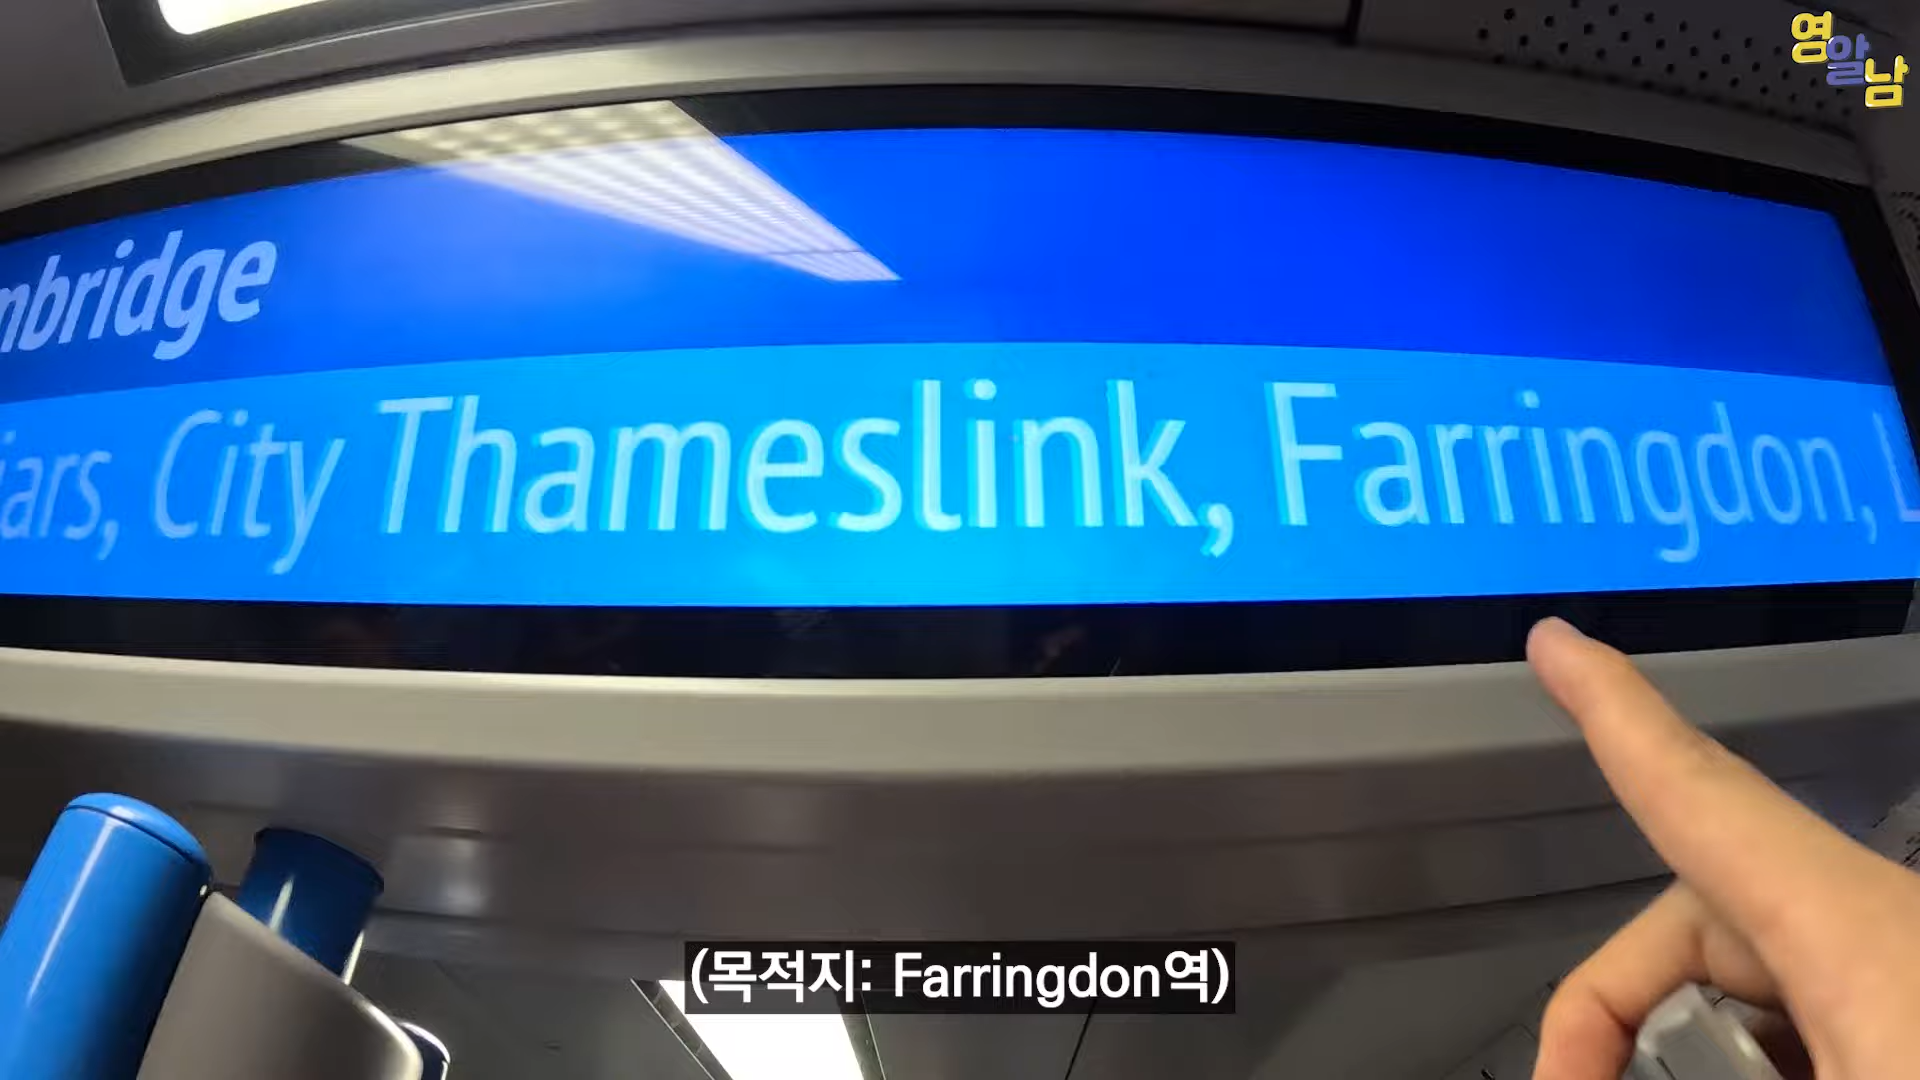 영알남
mbridge
iars, City Thameslink, Farringdon, L
(목적지: Farringdon역)